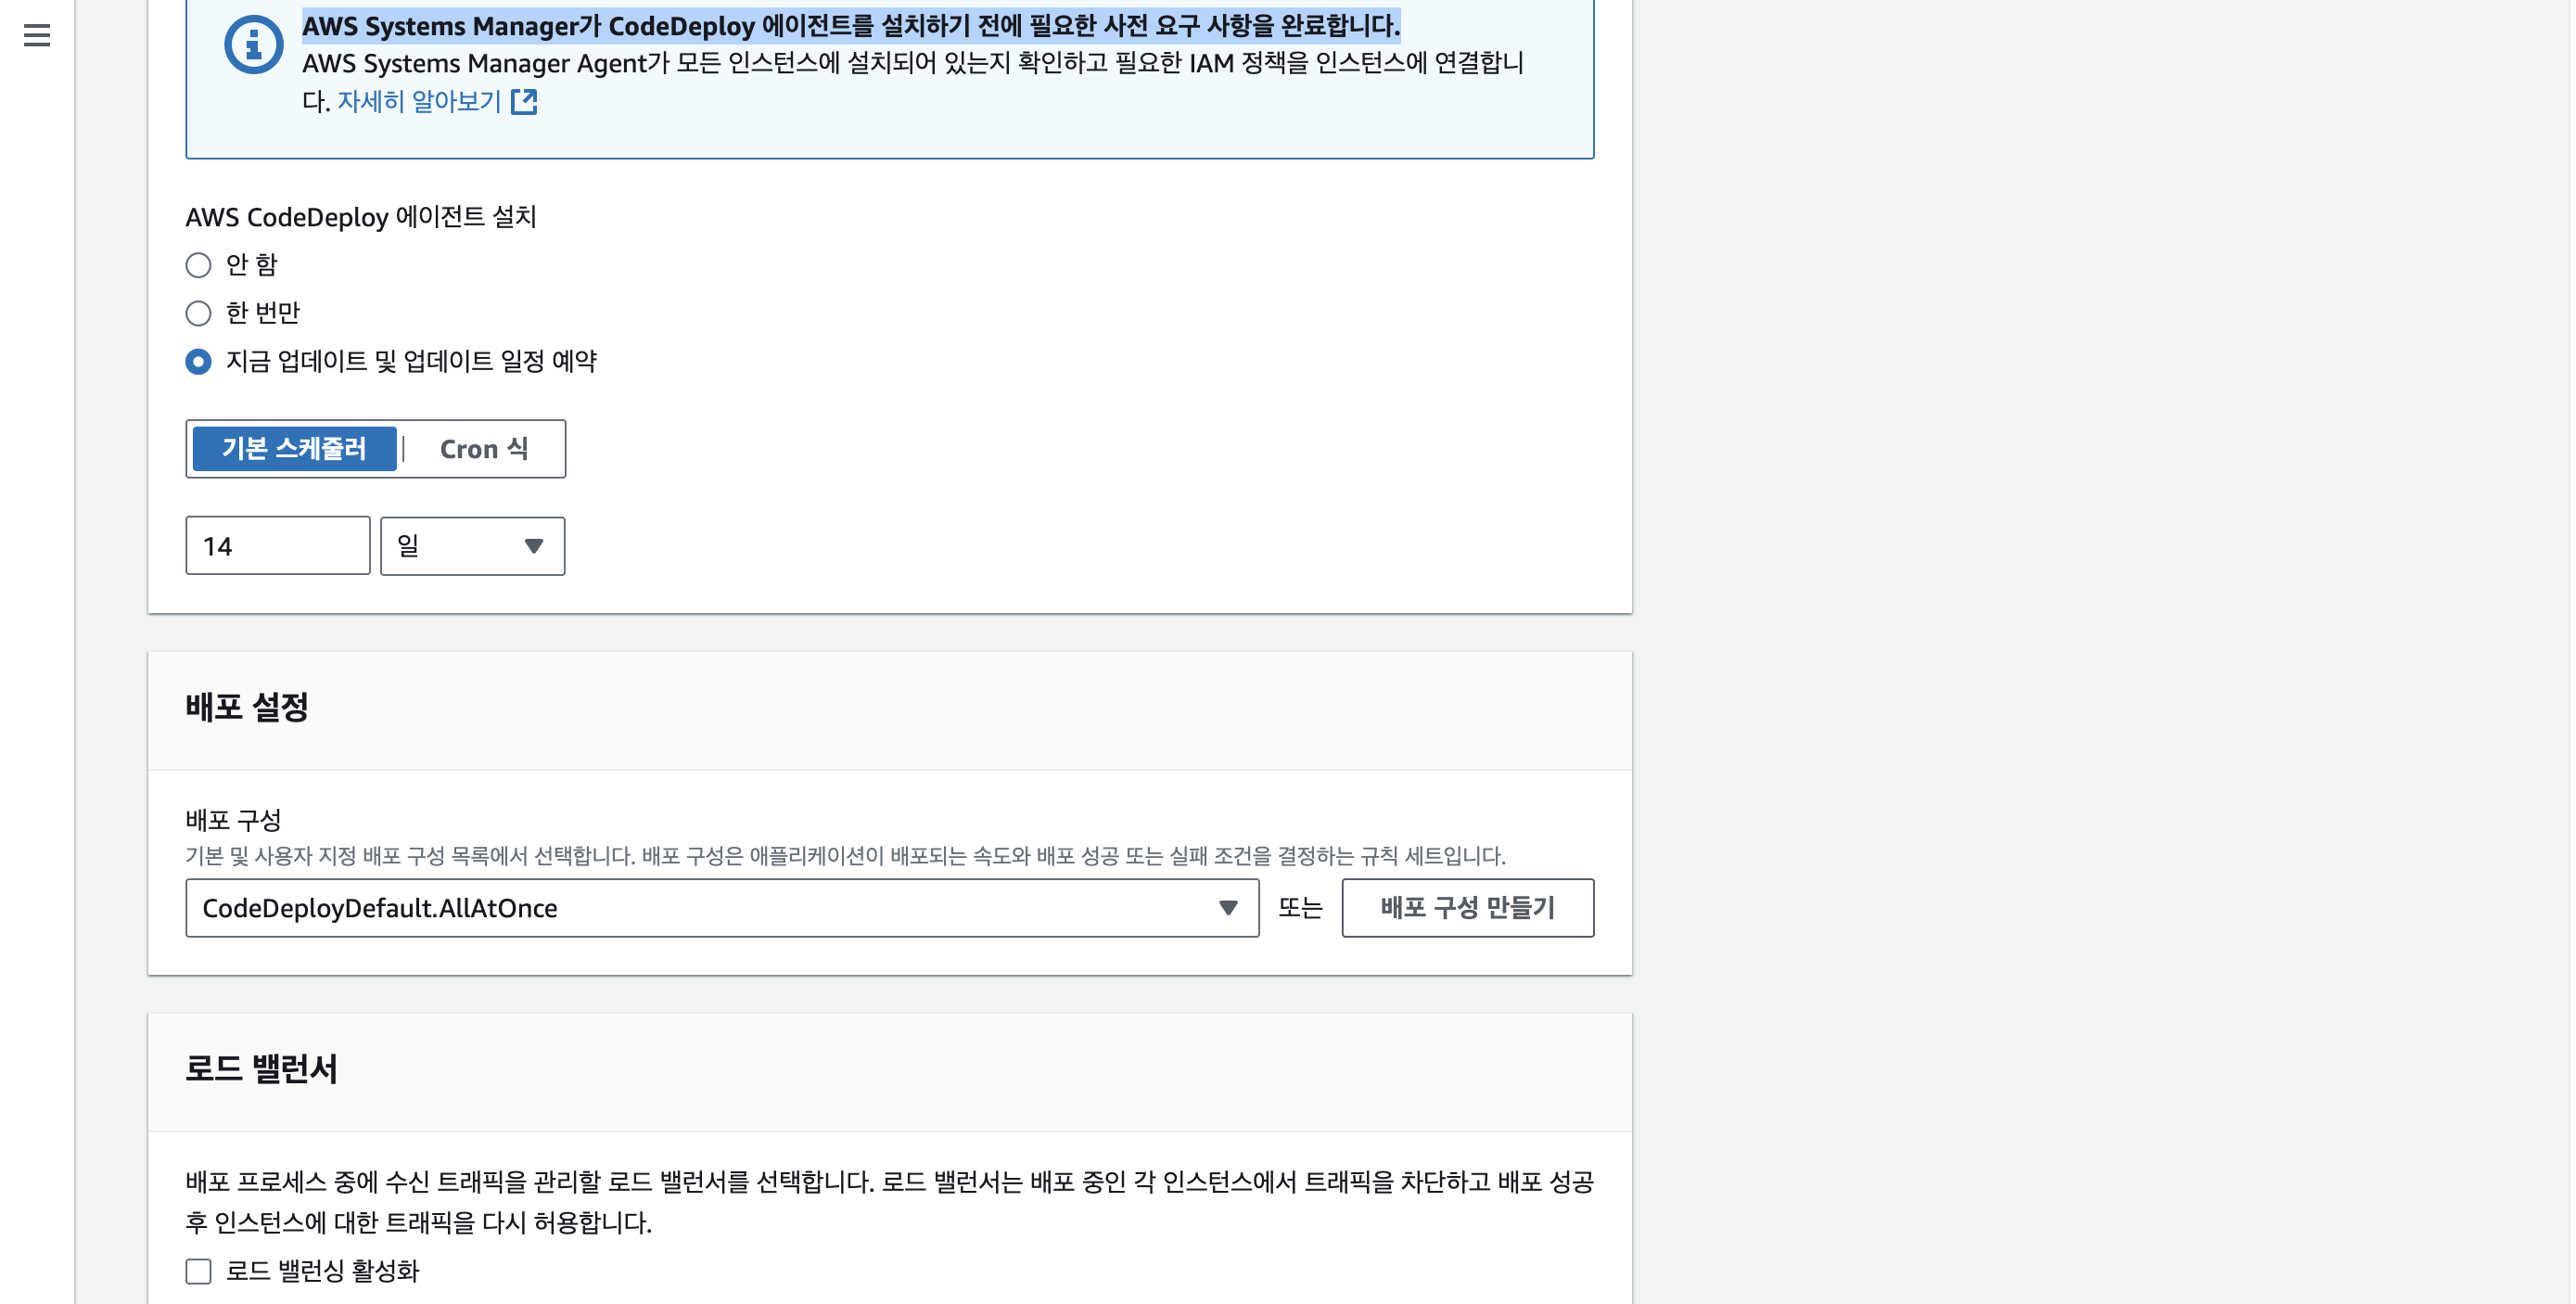 AWS Systems Manager가 CodeDeploy 에이전트를 설치하기 전에 필요한 사전 요구 사항을 완료합니다.
AWS Systems Manager Agent가 모든 인스턴스에 설치되어 있는지 확인하고 필요한 IAM 정책을 인스턴스에 연결합니
다. 자세히 알아보기
AWS CodeDeploy 에이전트 설치
안 함
한 번만
지금 업데이트 및 업데이트 일정 예약
기본 스케줄러 | Cron 식
14 일
배포 설정
배포 구성
기본 및 사용자 지정 배포 구성 목록에서 선택합니다. 배포 구성은 애플리케이션이 배포되는 속도와 배포 성공 또는 실패 조건을 결정하는 규칙 세트입니다.
CodeDeployDefault.AllAtOnce 또는 배포 구성 만들기
로드 밸런서
배포 프로세스 중에 수신 트래픽을 관리할 로드 밸런서를 선택합니다. 로드 밸런서는 배포 중인 각 인스턴스에서 트래픽을 차단하고 배포 성공
후 인스턴스에 대한 트래픽을 다시 허용합니다.
로드 밸런싱 활성화